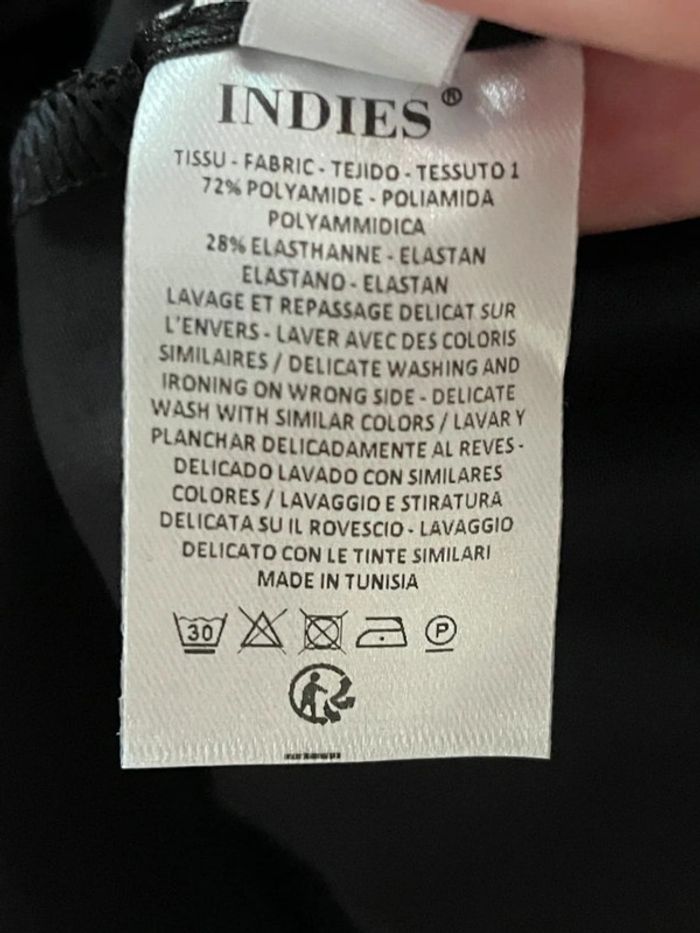 INDIES®
TISSU - FABRIC - TEJIDO - TESSUTO 1
72% POLYAMIDE - POLIAMIDA
POLYAMMIDICA
28% ELASTHANNE - ELASTAN
ELASTANO - ELASTAN
LAVAGE ET REPASSAGE DELICAT SUR
L'ENVERS - LAVER AVEC DES COLORIS
SIMILAIRES / DELICATE WASHING AND
IRONING ON WRONG SIDE - DELICATE
WASH WITH SIMILAR COLORS / LAVAR Y
PLANCHAR DELICADAMENTE AL REVES -
DELICADO LAVADO CON SIMILARES
COLORES / LAVAGGIO E STIRATURA
DELICATA SU IL ROVESCIO - LAVAGGIO
DELICATO CON LE TINTE SIMILARI
MADE IN TUNISIA
30 P